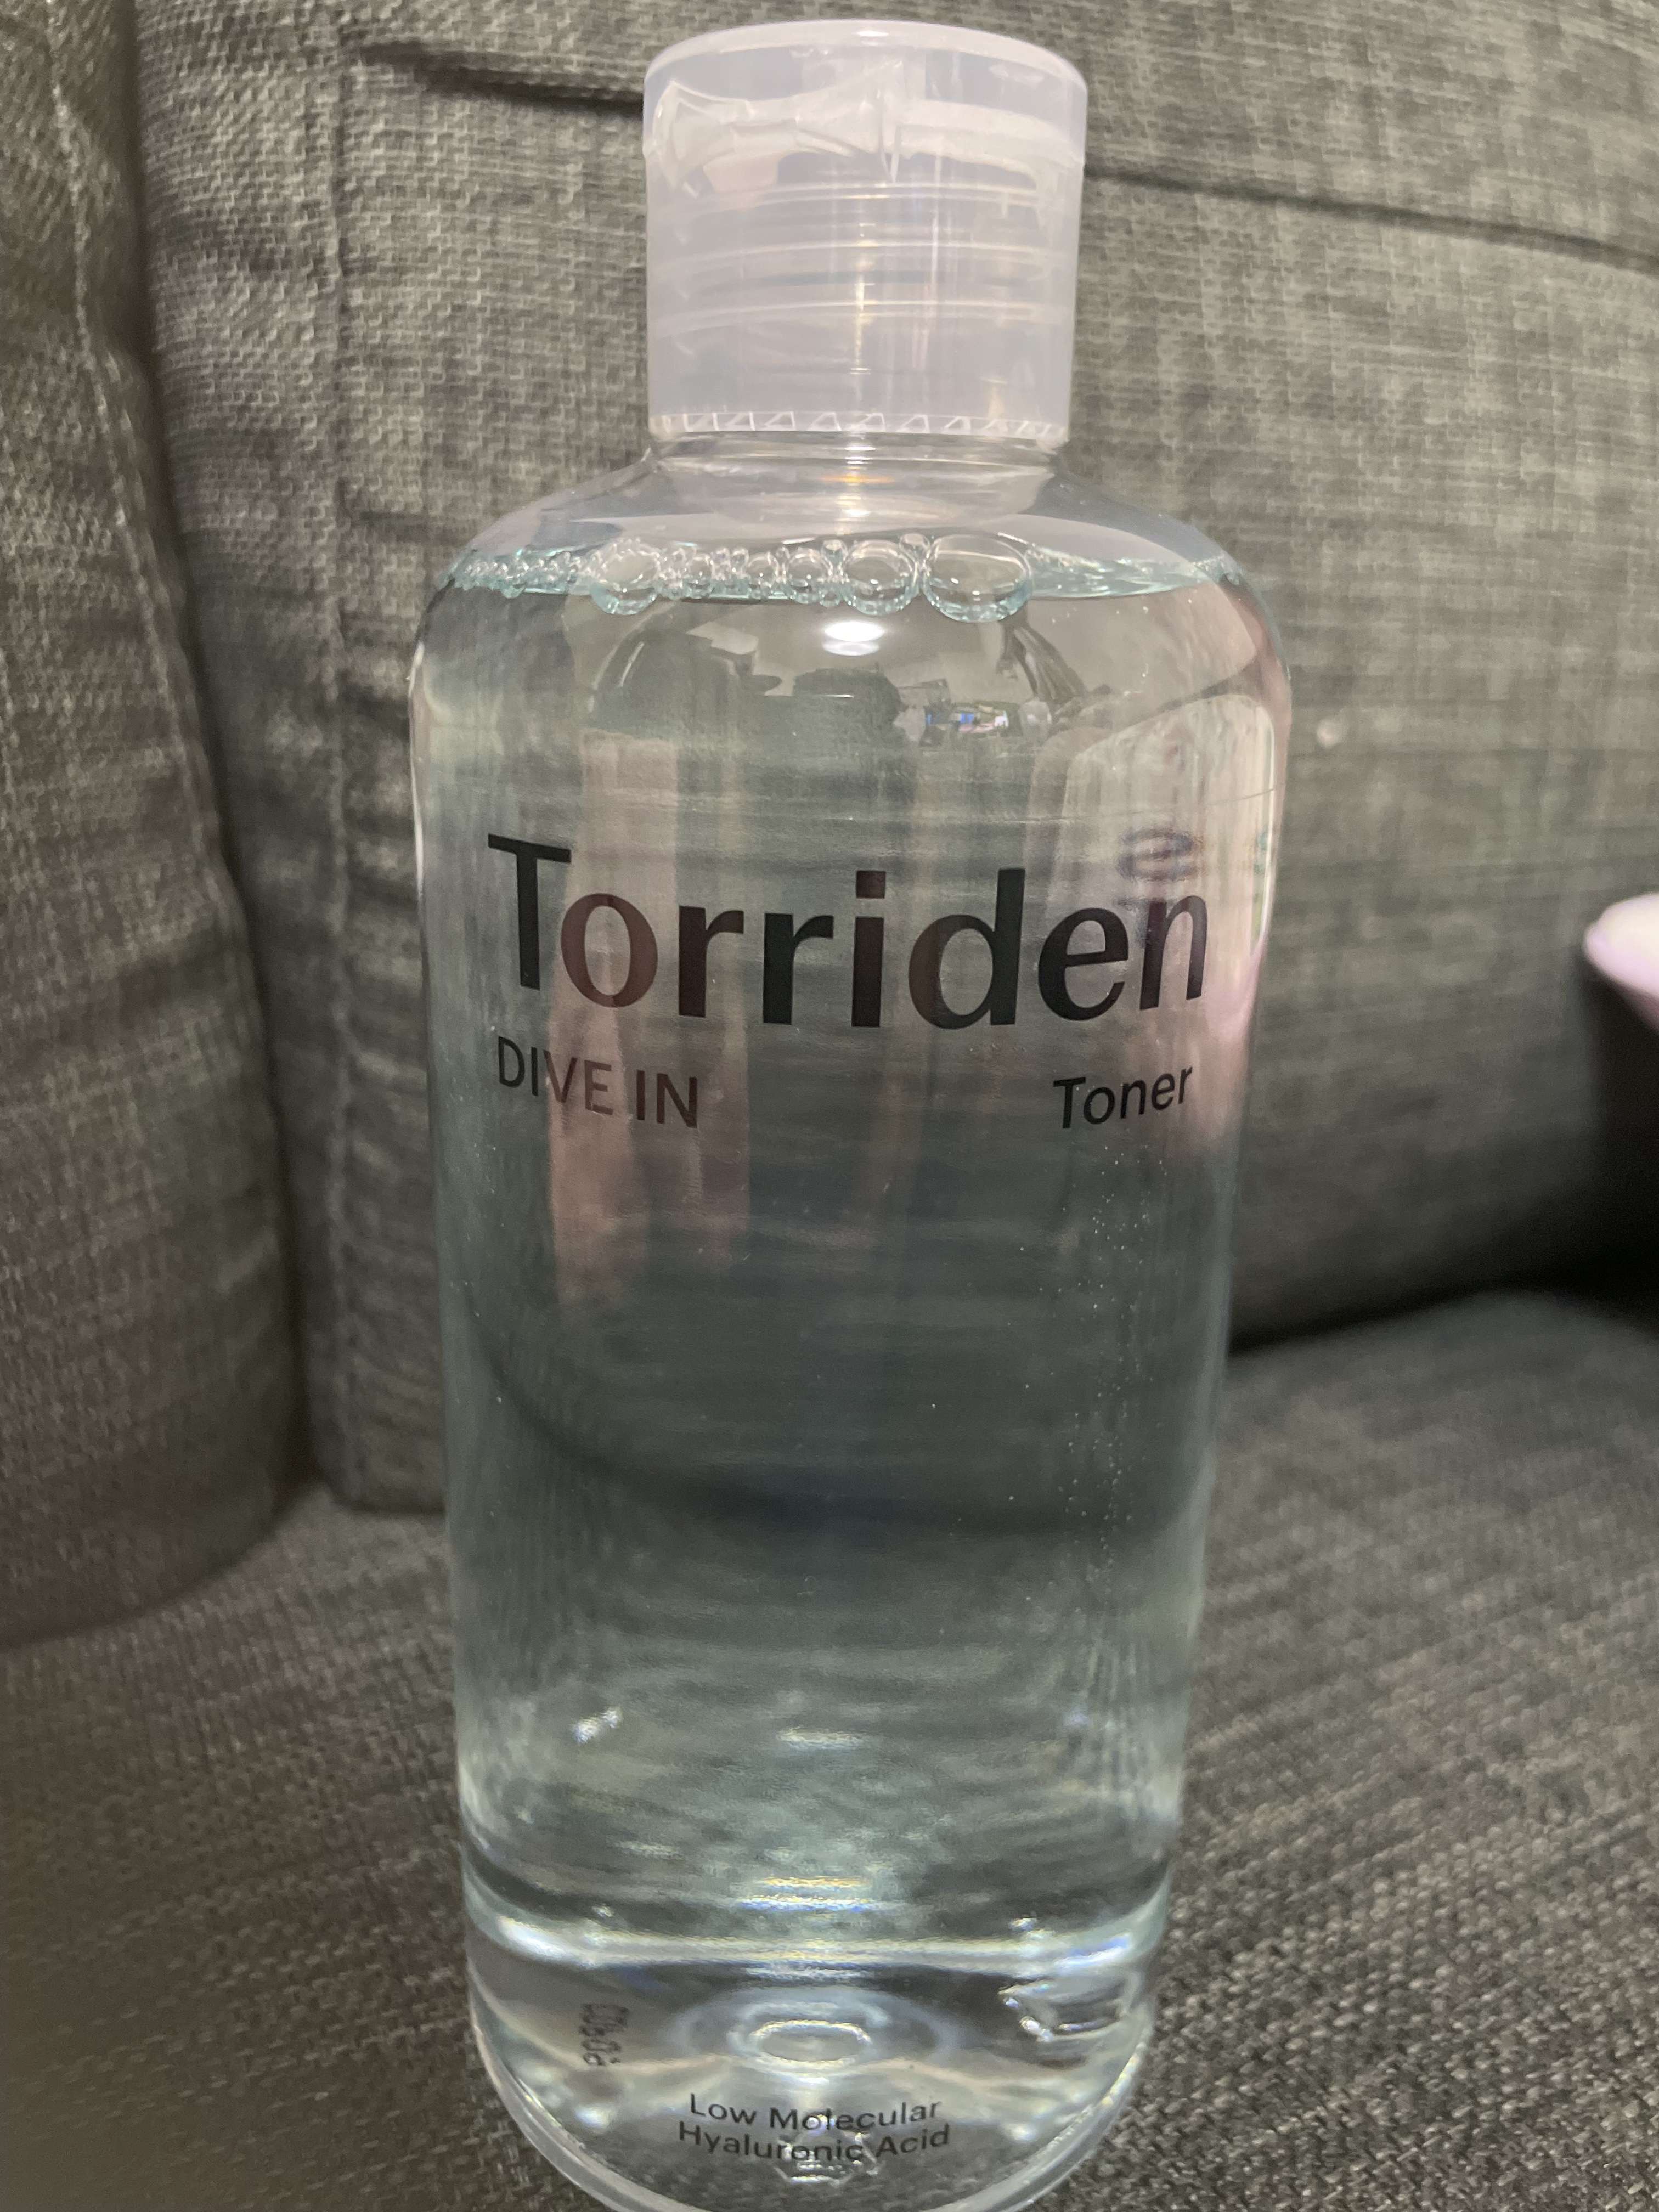 Torriden
DIVE IN Toner
Low Molecular
Hyaluronic Acid